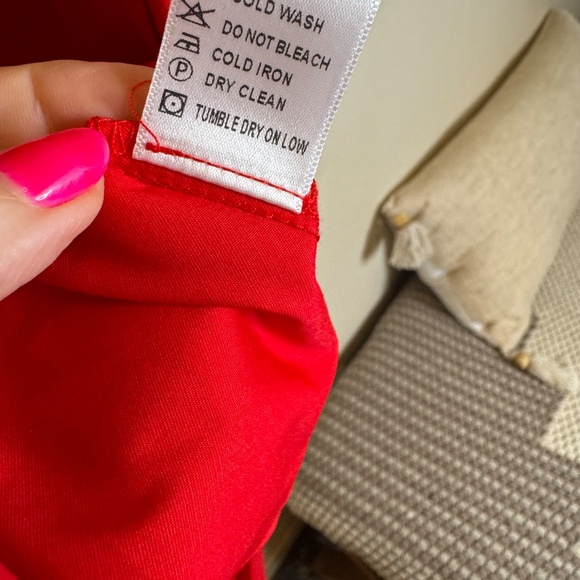 COLD WASH
DO NOT BLEACH
COLD IRON
P DRY CLEAN
TUMBLE DRY ON LOW